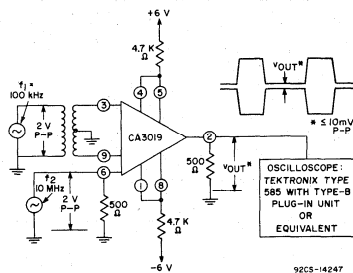 +6 V
4.7 K
Ω
4
5
VOUT*
* ≤ 10mV
P-P
f1 =
100 kHz
2 V
P-P
3
CA3019
9
6
2
f2
10 MHz
2 V
P-P
500
Ω
1
8
500
Ω
VOUT*
4.7 K
Ω
-6 V
OSCILLOSCOPE:
TEKTRONIX TYPE
585 WITH TYPE-B
PLUG-IN UNIT
OR
EQUIVALENT
92CS-14247